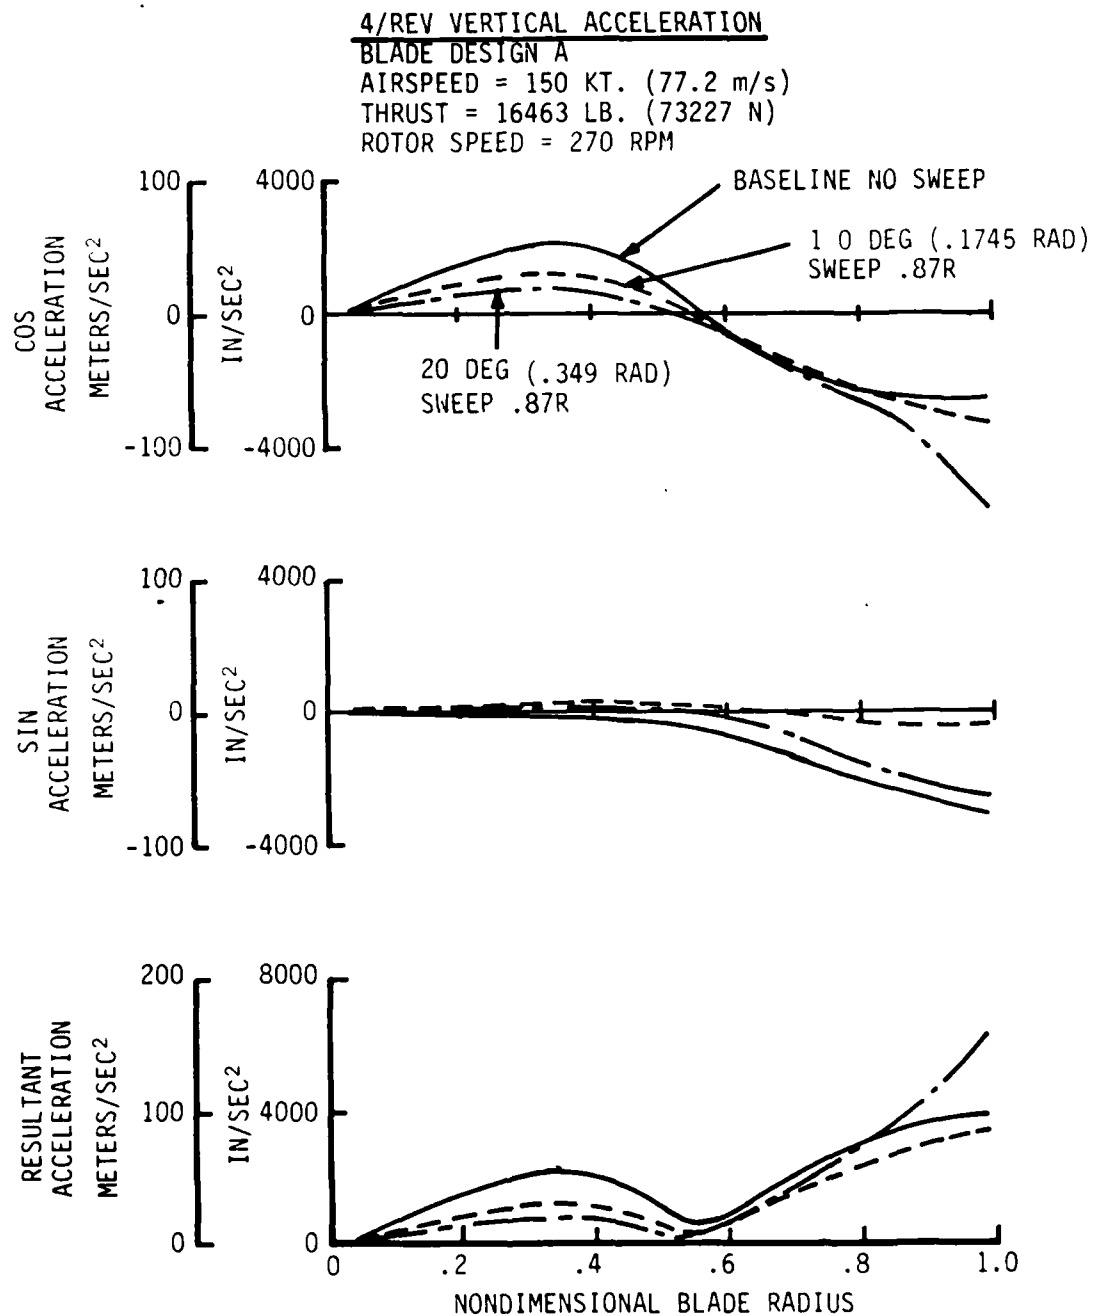 4/REV VERTICAL ACCELERATION
BLADE DESIGN A
AIRSPEED = 150 KT. (77.2 m/s)
THRUST = 16463 LB. (73227 N)
ROTOR SPEED = 270 RPM
COS
ACCELERATION
METERS/SEC²
100
0
-100
IN/SEC²
4000
0
-4000
BASELINE NO SWEEP
1 0 DEG (.1745 RAD)
SWEEP .87R
20 DEG (.349 RAD)
SWEEP .87R
SIN
ACCELERATION
METERS/SEC²
100
0
-100
IN/SEC²
4000
0
-4000
RESULTANT
ACCELERATION
METERS/SEC²
200
100
0
IN/SEC²
8000
4000
0
0 .2 .4 .6 .8 1.0
NONDIMENSIONAL BLADE RADIUS